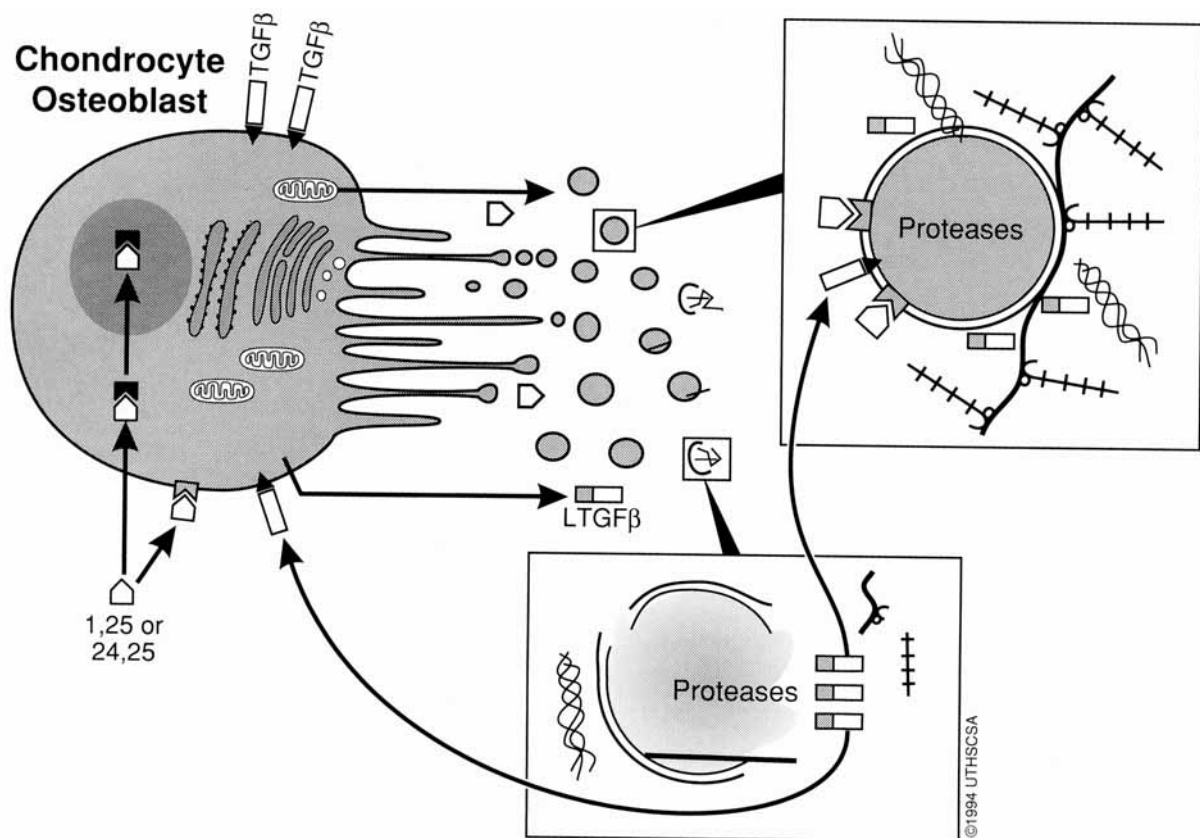 Chondrocyte
Osteoblast
TGFβ
TGFβ
Proteases
LTGFβ
1,25 or
24,25
Proteases
©1994 UTHSCSA